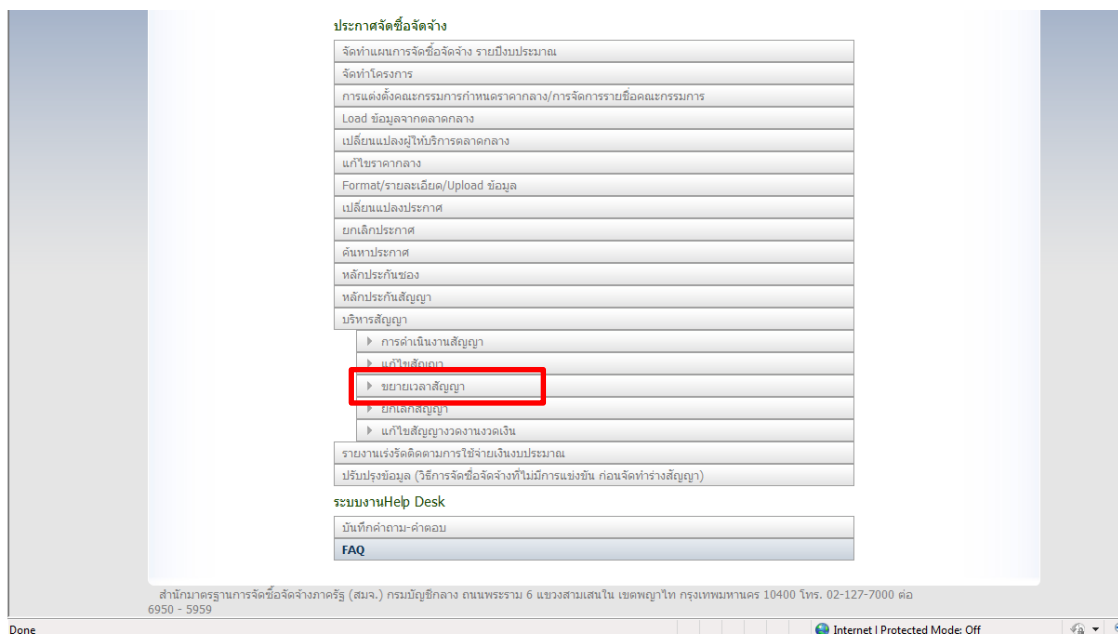 ประกาศจัดซื้อจัดจ้าง
จัดทำแผนการจัดซื้อจัดจ้าง รายปีงบประมาณ
จัดทำโครงการ
การแต่งตั้งคณะกรรมการกำหนดราคากลาง/การจัดการรายชื่อคณะกรรมการ
Load ข้อมูลจากตลาดกลาง
เปลี่ยนแปลงผู้ให้บริการตลาดกลาง
แก้ไขราคากลาง
Format/รายละเอียด/Upload ข้อมูล
เปลี่ยนแปลงประกาศ
ยกเลิกประกาศ
ค้นหาประกาศ
หลักประกันซอง
หลักประกันสัญญา
บริหารสัญญา
การดำเนินงานสัญญา
แก้ไขสัญญา
ขยายเวลาสัญญา
ยกเลิกสัญญา
แก้ไขสัญญางวดงานงวดเงิน
รายงานเร่งรัดติดตามการใช้จ่ายเงินงบประมาณ
ปรับปรุงข้อมูล (วิธีการจัดซื้อจัดจ้างที่ไม่มีการแข่งขัน ก่อนจัดทำร่างสัญญา)
ระบบงานHelp Desk
บันทึกคำถาม-คำตอบ
FAQ
สำนักมาตรฐานการจัดซื้อจัดจ้างภาครัฐ (สมจ.) กรมบัญชีกลาง ถนนพระราม 6 แขวงสามเสนใน เขตพญาไท กรุงเทพมหานคร 10400 โทร. 02-127-7000 ต่อ
6950 - 5959
Done
Internet | Protected Mode: Off